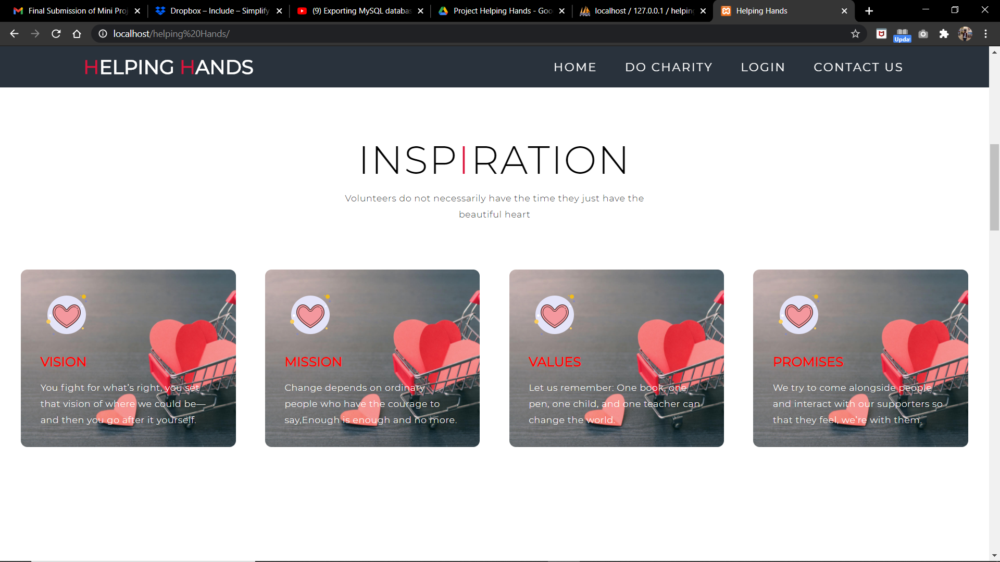 Final Submission of Mini Proj
Dropbox – Include – Simplify
(9) Exporting MySQL databas
Project Helping Hands - Goo
localhost / 127.0.0.1 / helping
Helping Hands
localhost/helping%20Hands/
Updat
HELPING HANDS
HOME
DO CHARITY
LOGIN
CONTACT US
INSPIRATION
Volunteers do not necessarily have the time they just have the
beautiful heart
VISION
You fight for what's right, you set
that vision of where we could be—
and then you go after it yourself.
MISSION
Change depends on ordinary
people who have the courage to
say,Enough is enough and no more.
VALUES
Let us remember: One book, one
pen, one child, and one teacher can
change the world.
PROMISES
We try to come alongside people
and interact with our supporters so
that they feel, we're with them.